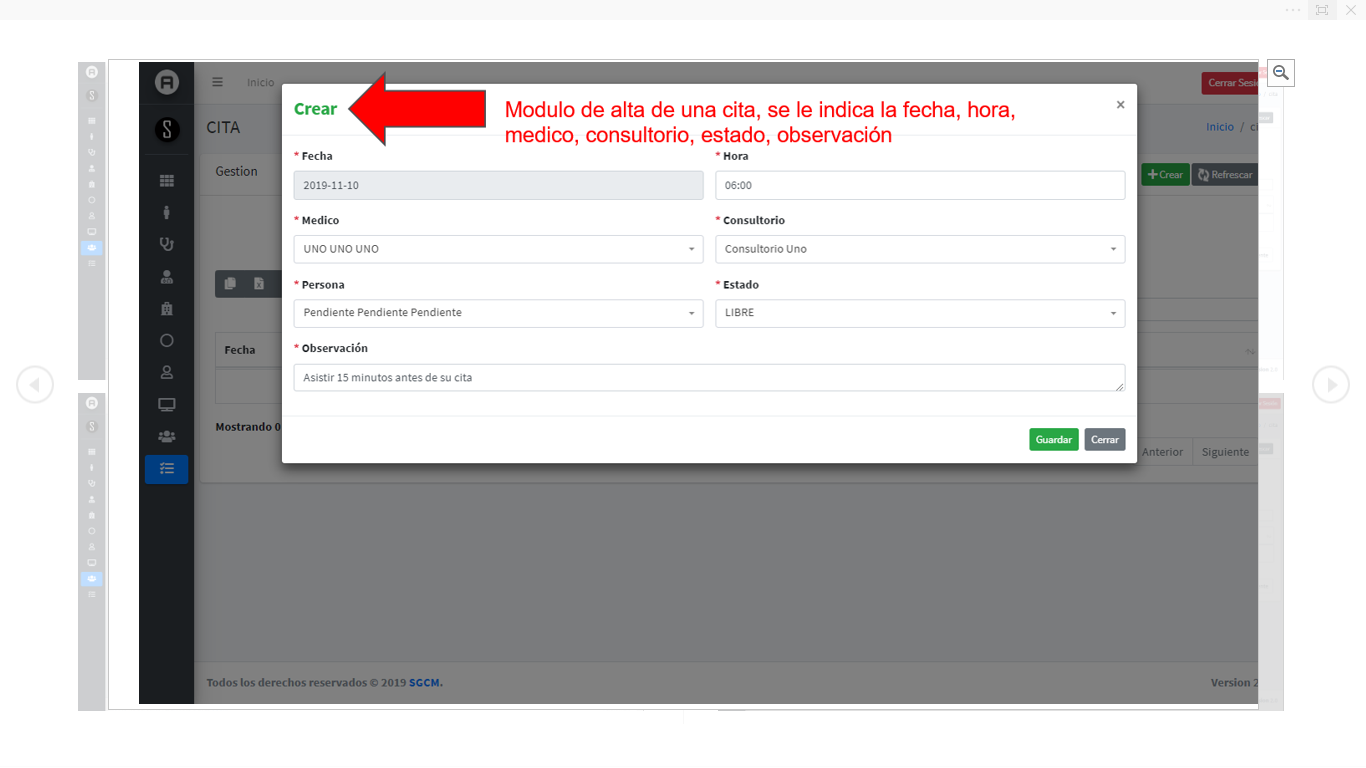 Inicio
Cerrar Sesi
Crear
Modulo de alta de una cita, se le indica la fecha, hora,
medico, consultorio, estado, observación
×
CITA
Inicio /
Gestion
Crear
Refrescar
* Fecha
* Hora
2019-11-10
06:00
* Medico
* Consultorio
UNO UNO UNO
Consultorio Uno
* Persona
* Estado
Pendiente Pendiente Pendiente
LIBRE
* Observación
Asistir 15 minutos antes de su cita
Fecha
Mostrando 0
Guardar
Cerrar
Anterior
Siguiente
Todos los derechos reservados © 2019 SGCM.
Version 2